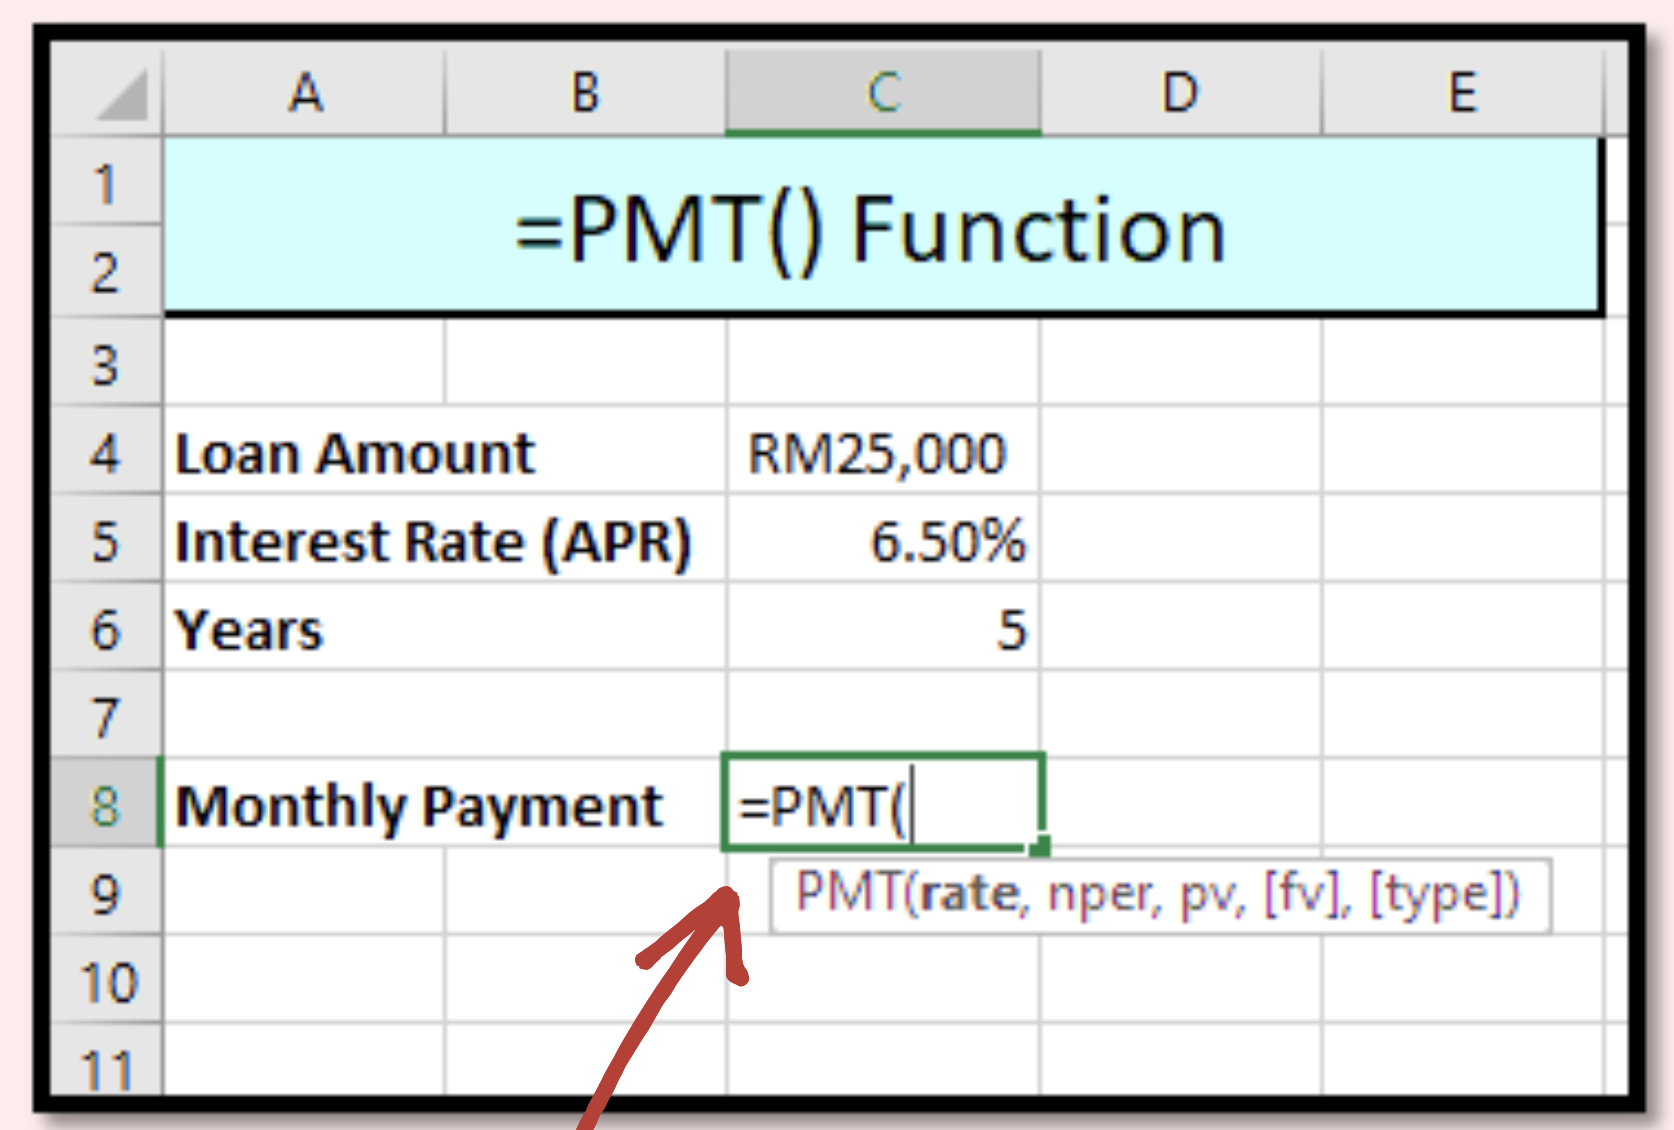 A B C D E
1
=PMT() Function
2
3
4 Loan Amount RM25,000
5 Interest Rate (APR) 6.50%
6 Years 5
7
8 Monthly Payment =PMT(
9 PMT(rate, nper, pv, [fv], [type])
10
11